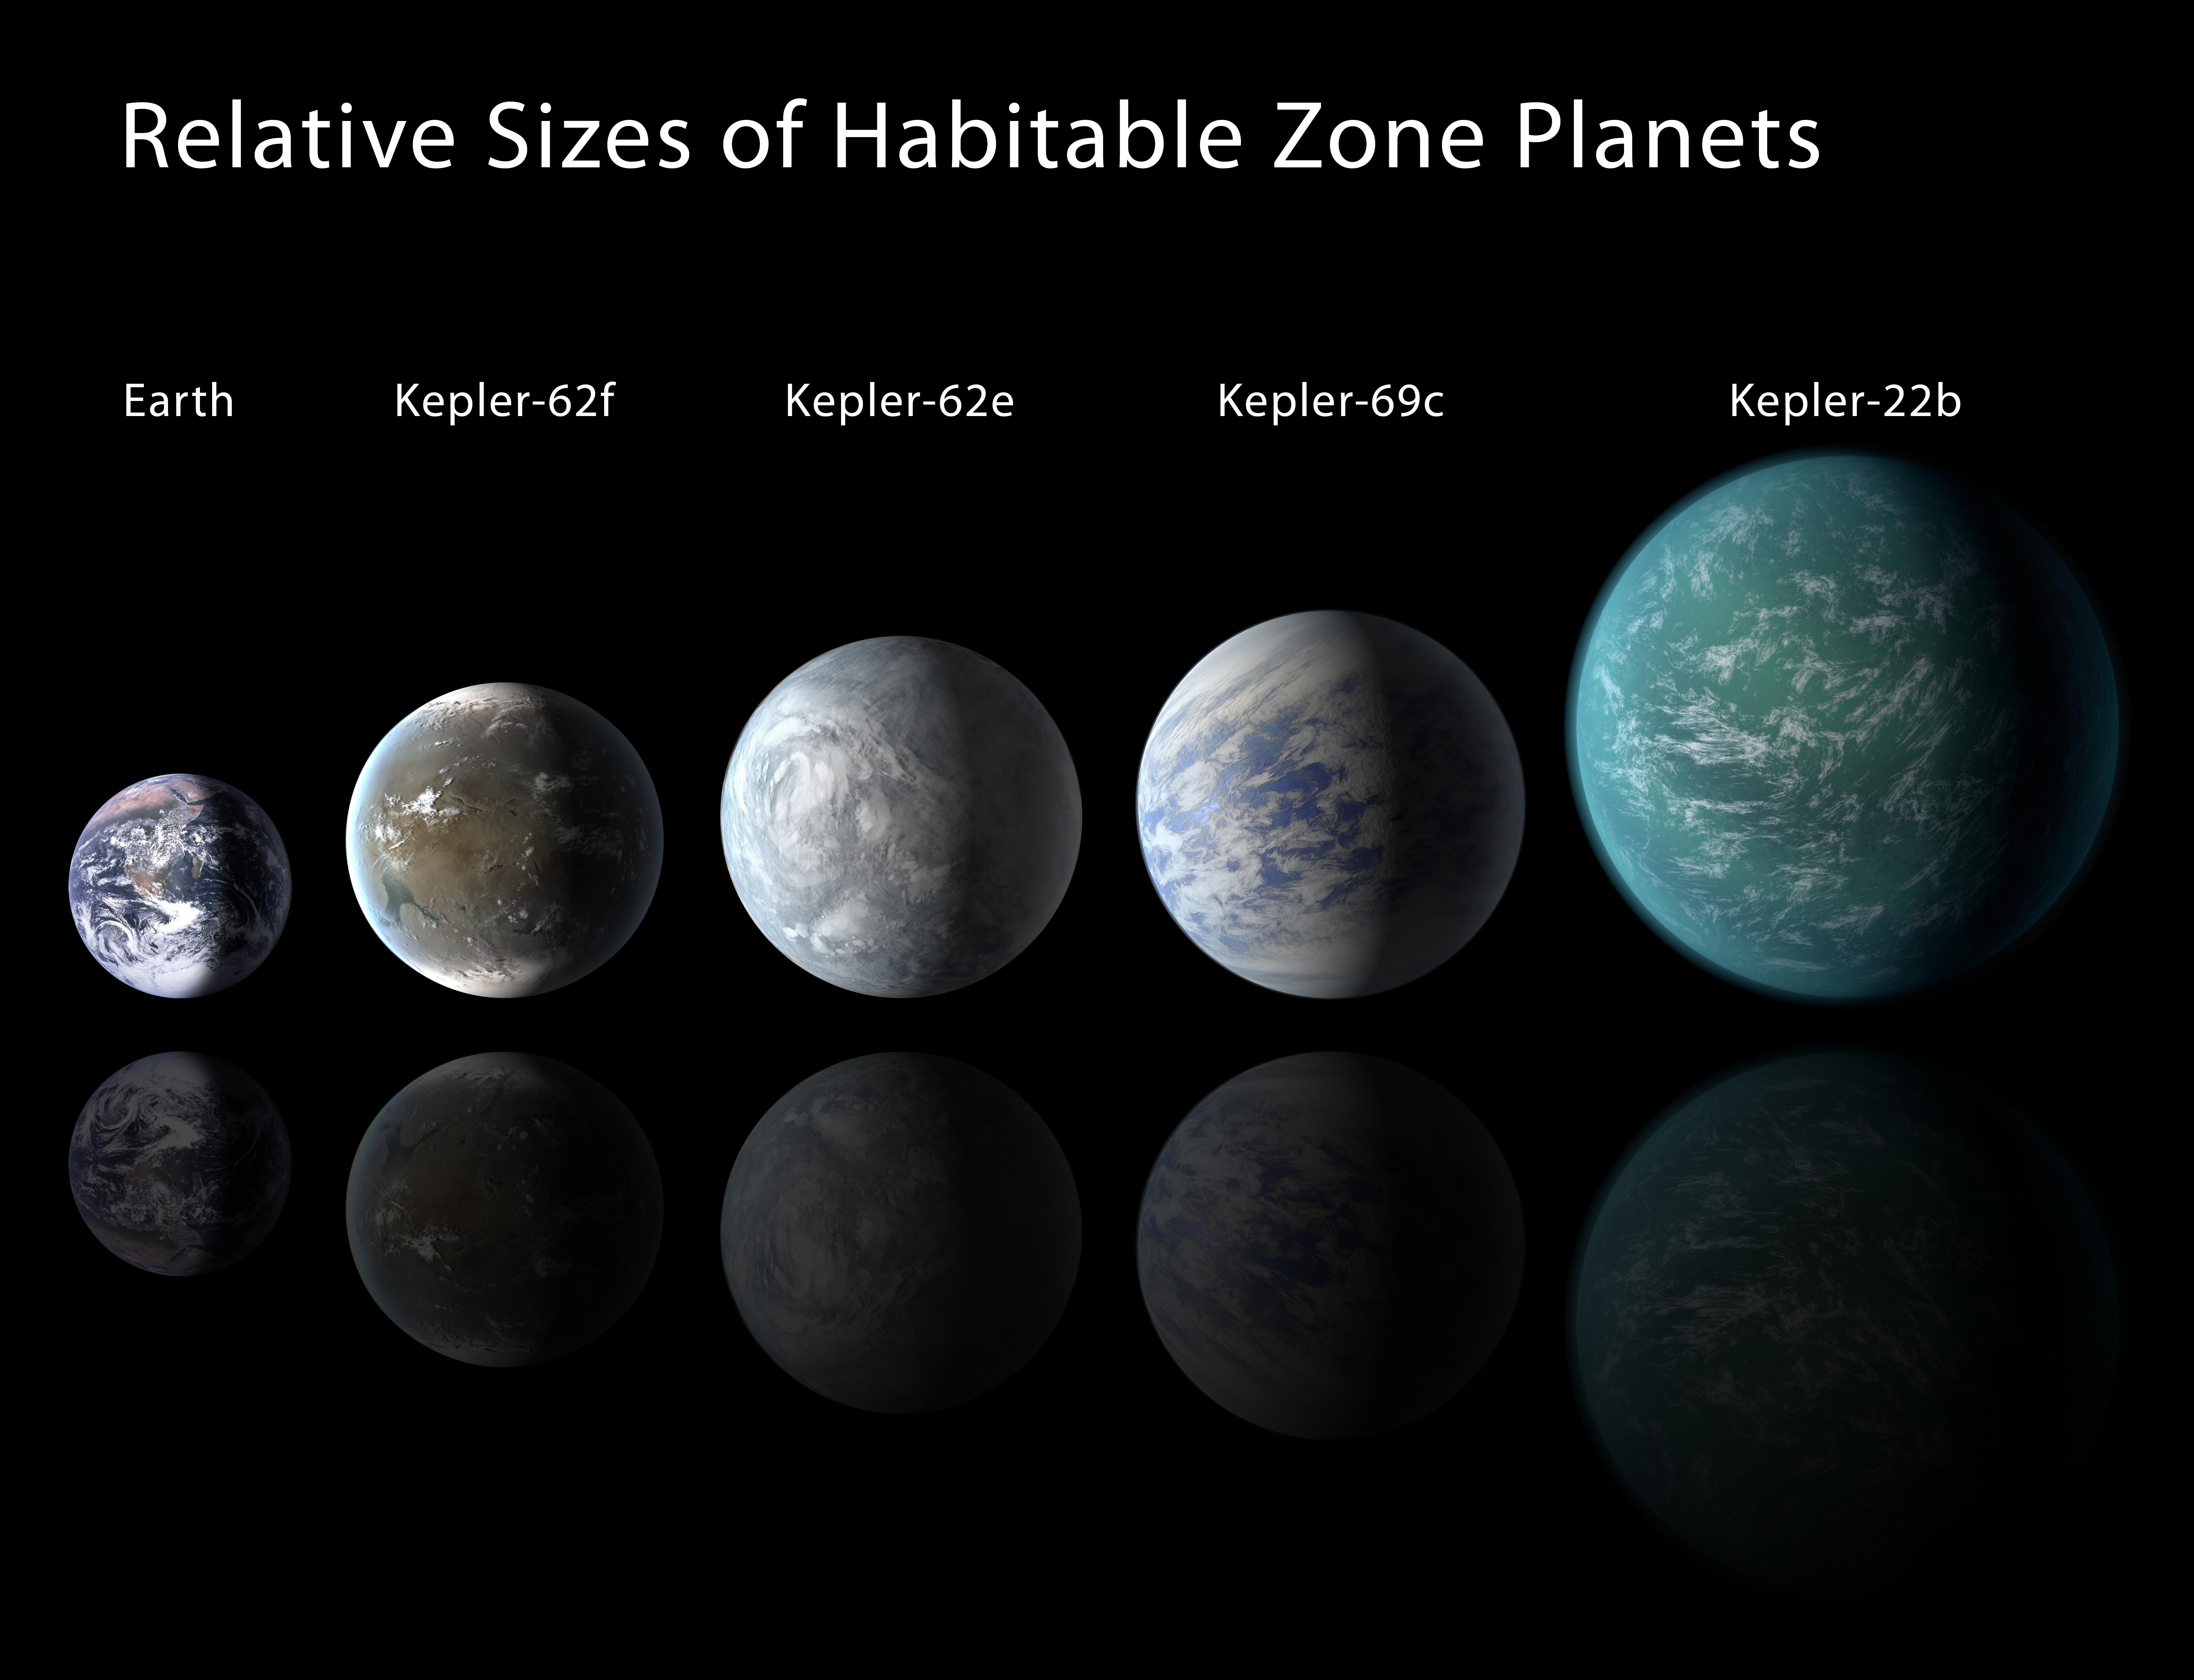 Relative Sizes of Habitable Zone Planets
Earth
Kepler-62f
Kepler-62e
Kepler-69c
Kepler-22b